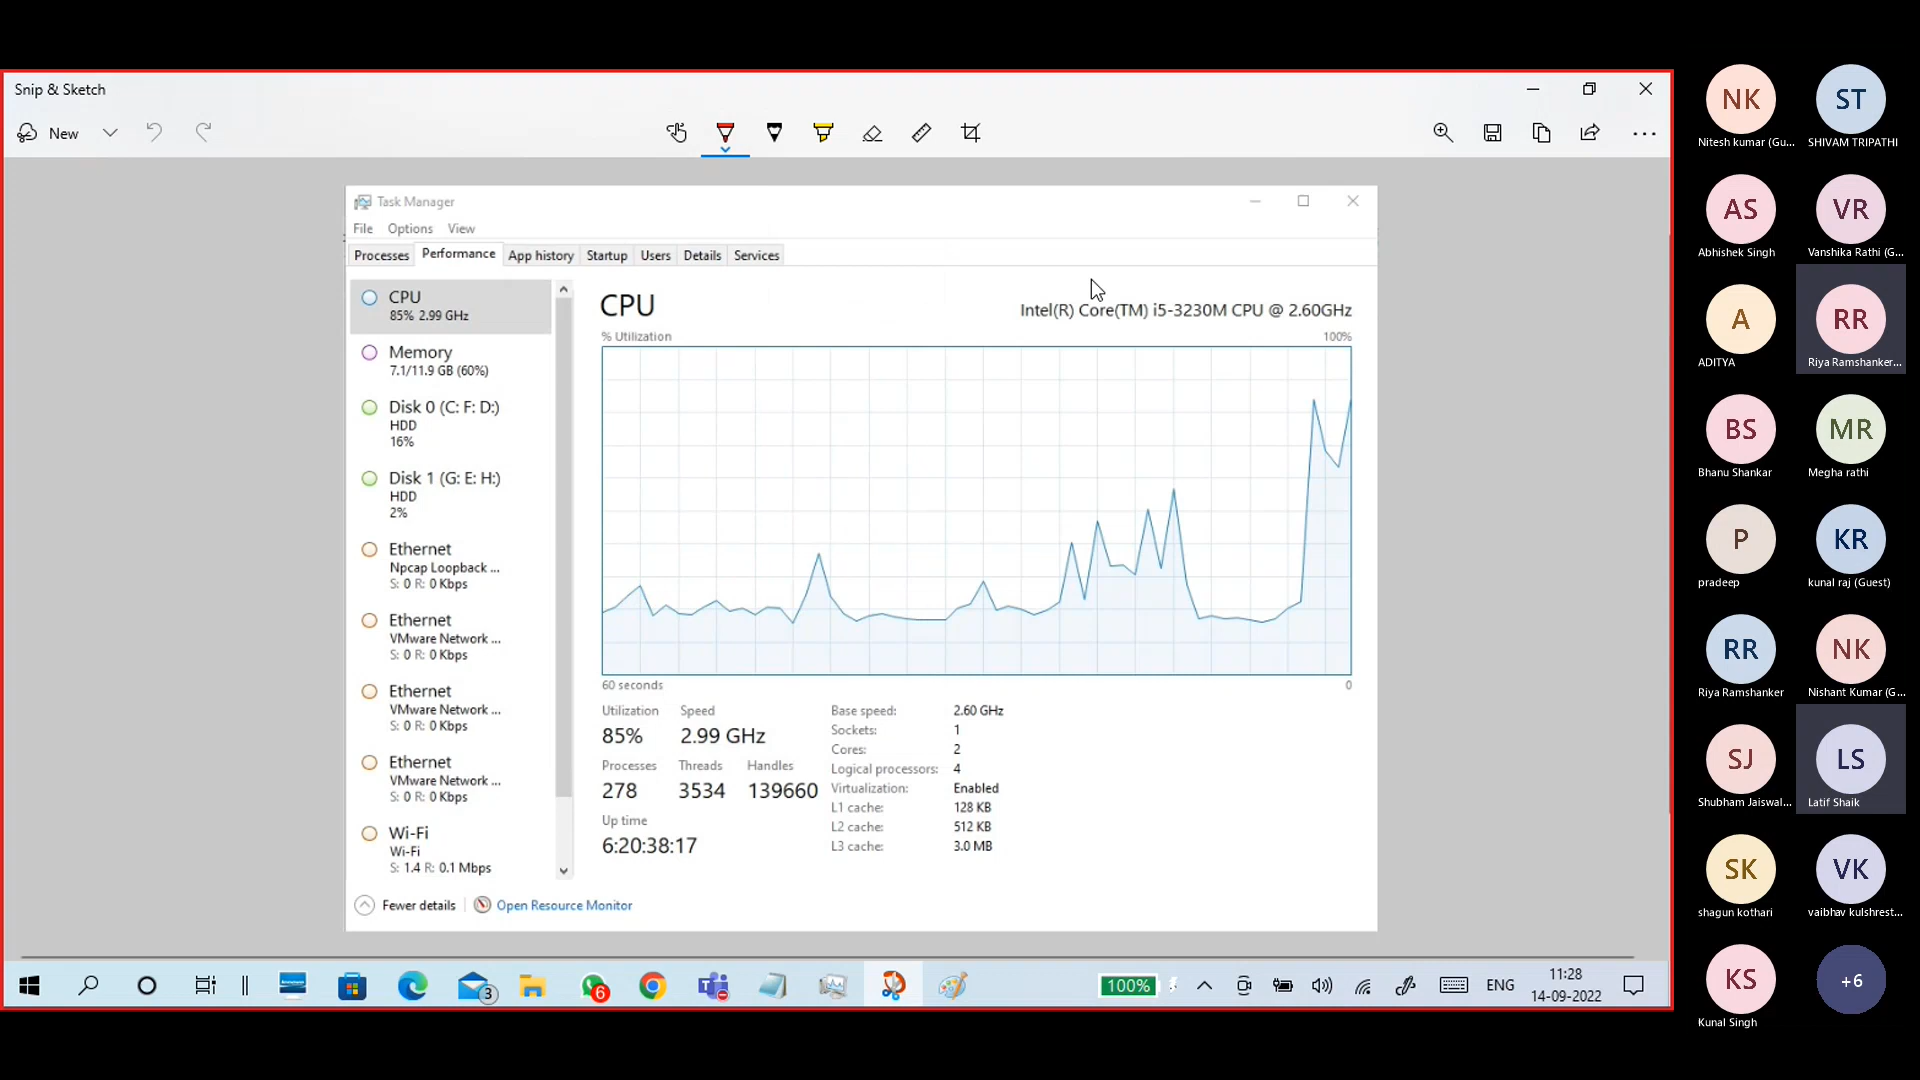 Snip & Sketch
New
Task Manager
File Options View
Processes Performance App history Startup Users Details Services
CPU
85% 2.99 GHz
Memory
7.1/11.9 GB (60%)
Disk 0 (C: F: D:)
HDD
16%
Disk 1 (G: E: H:)
HDD
2%
Ethernet
Npcap Loopback ...
S: 0 R: 0 Kbps
Ethernet
VMware Network ...
S: 0 R: 0 Kbps
Ethernet
VMware Network ...
S: 0 R: 0 Kbps
Ethernet
VMware Network ...
S: 0 R: 0 Kbps
Wi-Fi
Wi-Fi
S: 1.4 R: 0.1 Mbps
CPU
Intel(R) Core(TM) i5-3230M CPU @ 2.60GHz
% Utilization 100%
60 seconds 0
Utilization Speed
85% 2.99 GHz
Processes Threads Handles
278 3534 139660
Up time
6:20:38:17
Base speed: 2.60 GHz
Sockets: 1
Cores: 2
Logical processors: 4
Virtualization: Enabled
L1 cache: 128 KB
L2 cache: 512 KB
L3 cache: 3.0 MB
Fewer details Open Resource Monitor
3
6
100%
ENG
11:28
14-09-2022
NK ST
Nitesh kumar (Gu... SHIVAM TRIPATHI
AS VR
Abhishek Singh Vanshika Rathi (G...
A RR
ADITYA Riya Ramshanker...
BS MR
Bhanu Shankar Megha rathi
P KR
pradeep kunal raj (Guest)
RR NK
Riya Ramshanker Nishant Kumar (G...
SJ LS
Shubham Jaiswal... Latif Shaik
SK VK
shagun kothari vaibhav kulshrest...
KS +6
Kunal Singh